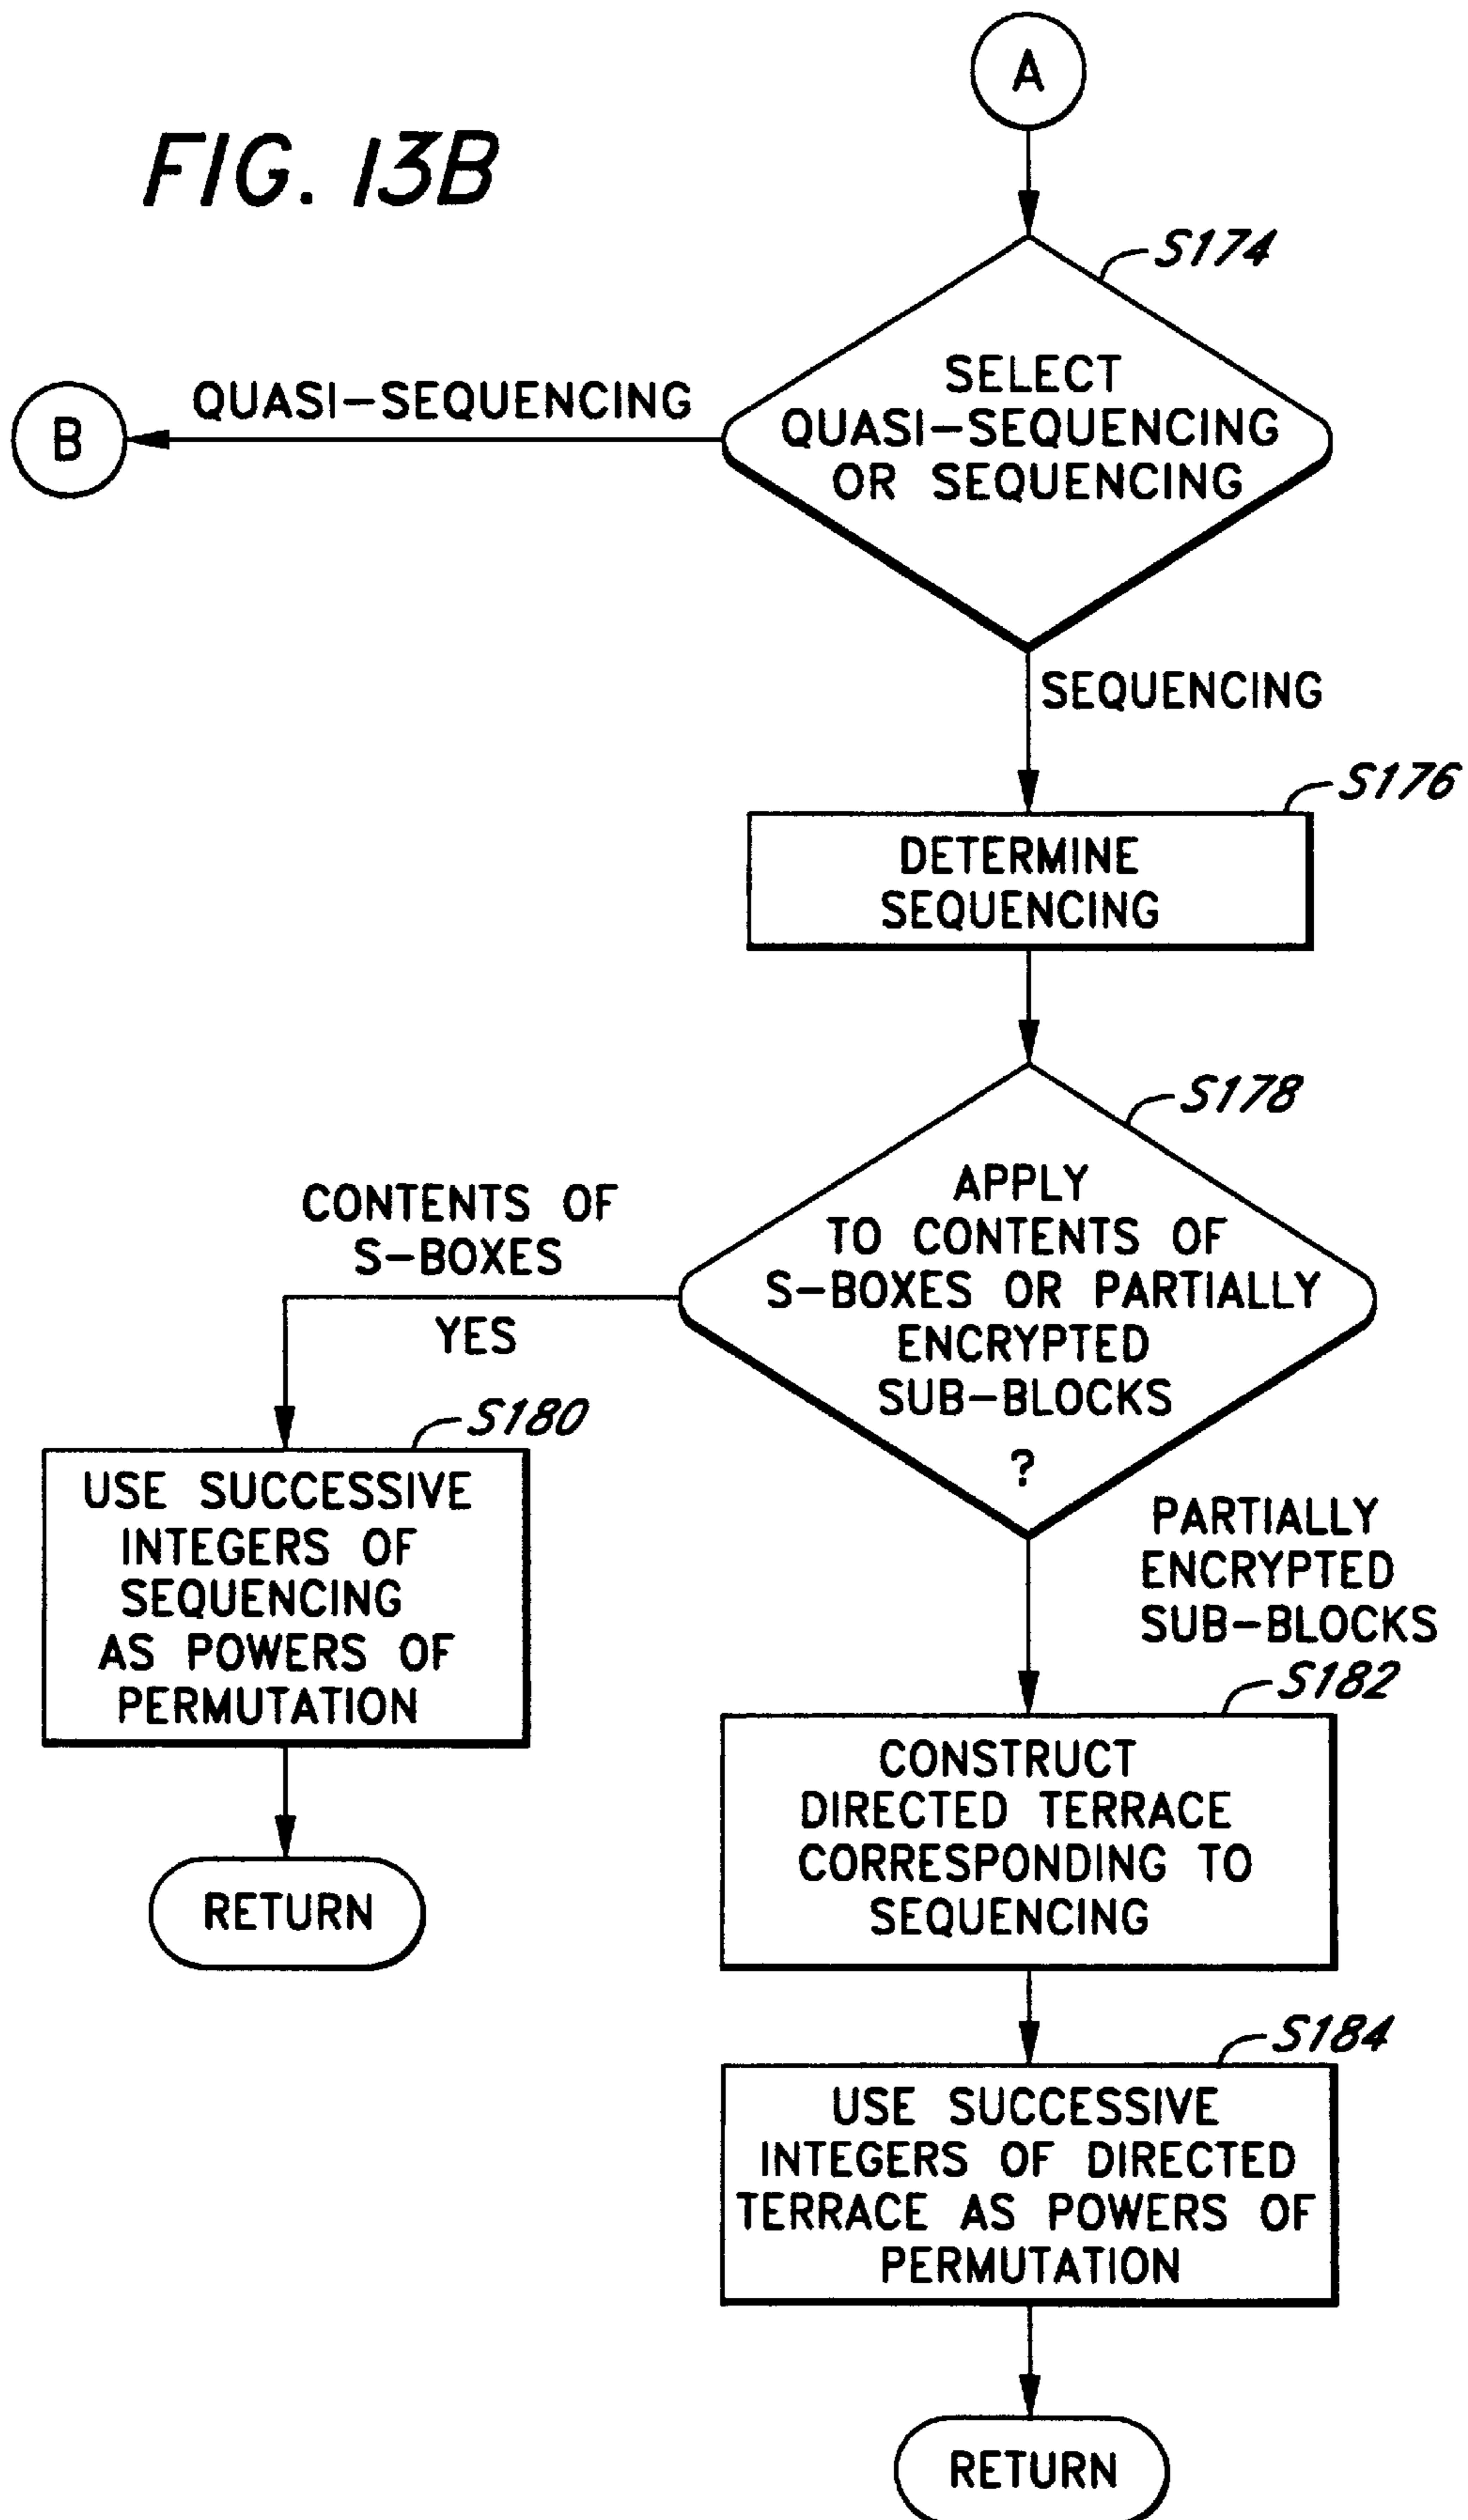 A
FIG. 13B
S174
SELECT
QUASI-SEQUENCING
OR SEQUENCING
QUASI-SEQUENCING
B
SEQUENCING
S176
DETERMINE
SEQUENCING
S178
APPLY
TO CONTENTS OF
S-BOXES OR PARTIALLY
ENCRYPTED
SUB-BLOCKS
?
CONTENTS OF
S-BOXES
YES
S180
USE SUCCESSIVE
INTEGERS OF
SEQUENCING
AS POWERS OF
PERMUTATION
RETURN
PARTIALLY
ENCRYPTED
SUB-BLOCKS
S182
CONSTRUCT
DIRECTED TERRACE
CORRESPONDING TO
SEQUENCING
S184
USE SUCCESSIVE
INTEGERS OF DIRECTED
TERRACE AS POWERS OF
PERMUTATION
RETURN